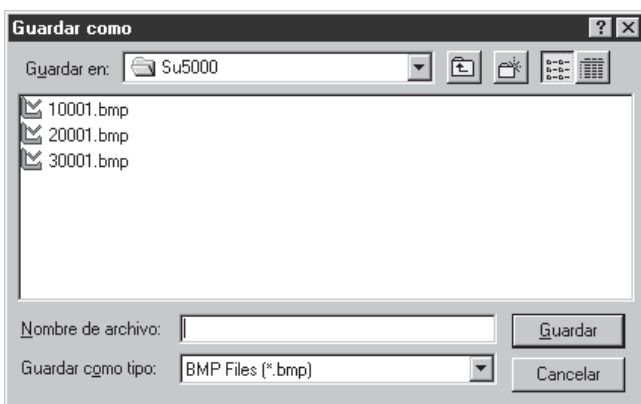 Guardar como
Guardar en: Su5000
10001.bmp
20001.bmp
30001.bmp
Nombre de archivo: Guardar
Guardar como tipo: BMP Files (*.bmp) Cancelar